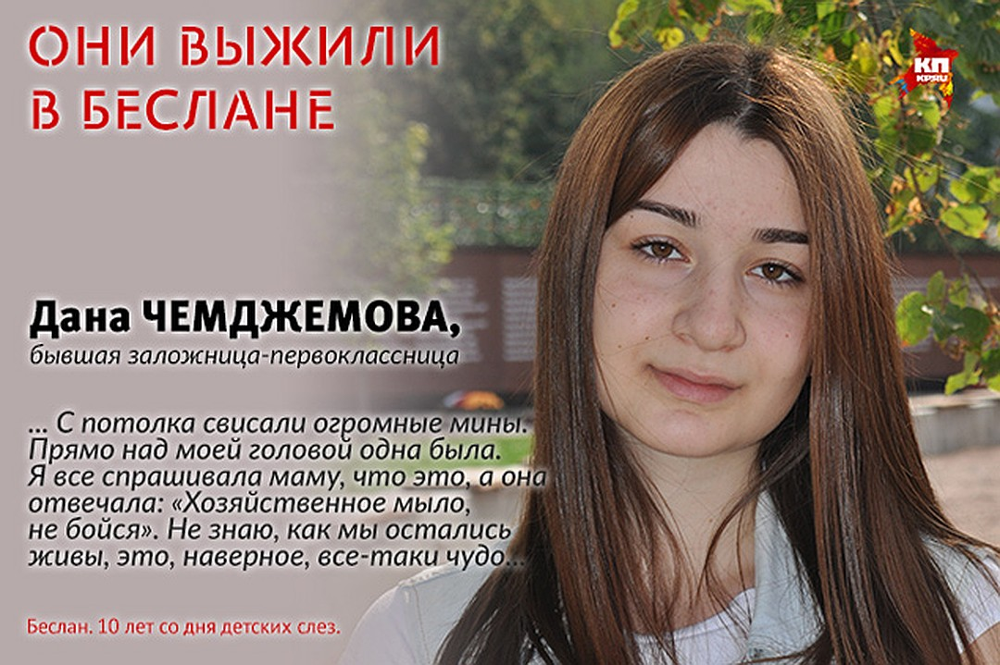 ОНИ ВЫЖИЛИ
В БЕСЛАНЕ
КП
KP.RU
Дана ЧЕМДЖЕМОВА,
бывшая заложница-первоклассница
... С потолка свисали огромные мины.
Прямо над моей головой одна была.
Я все спрашивала маму, что это, а она
отвечала: «Хозяйственное мыло,
не бойся». Не знаю, как мы остались
живы, это, наверное, все-таки чудо...
Беслан. 10 лет со дня детских слез.